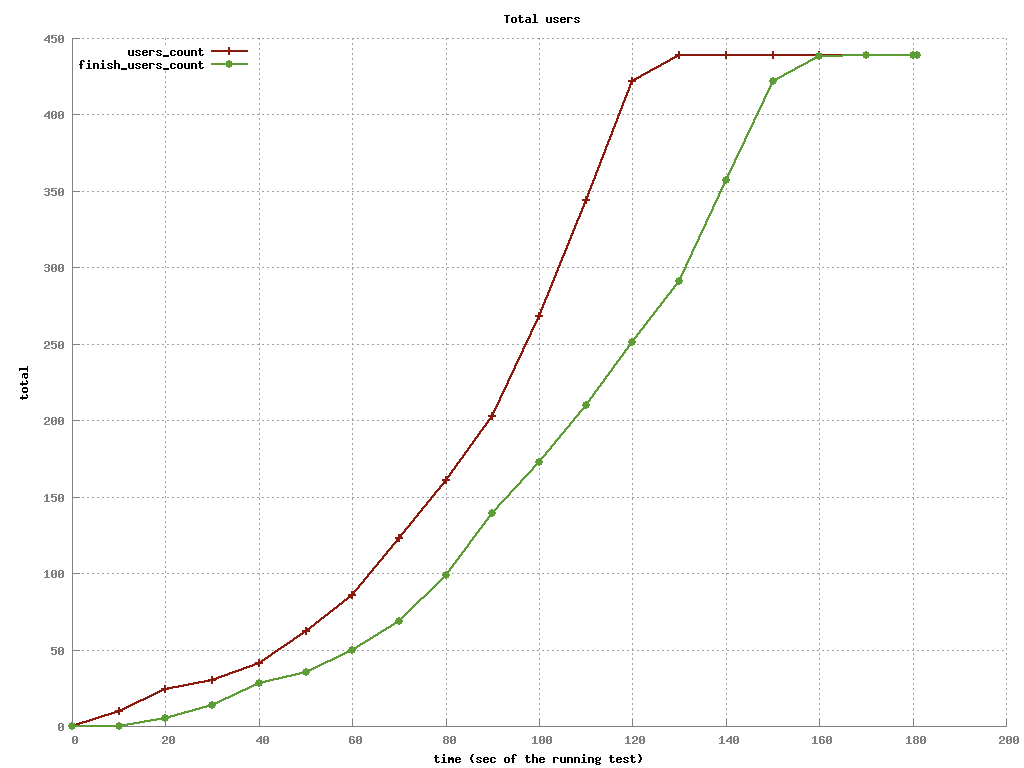 Total users
users_count
finish_users_count
450
400
350
300
250
200
150
100
50
0
total
0 20 40 60 80 100 120 140 160 180 200
time (sec of the running test)